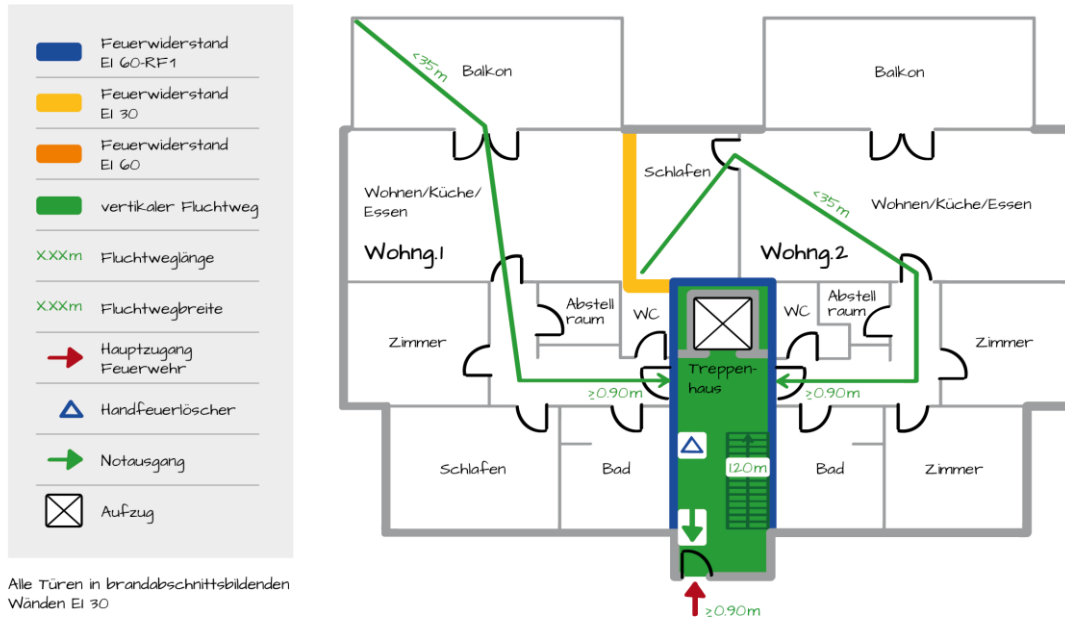 Feuerwiderstand
EI 60-RF1
Feuerwiderstand
EI 30
Feuerwiderstand
EI 60
vertikaler Fluchtweg
X.XXm
Fluchtweglänge
X.XXm
Fluchtwegbreite
Hauptzugang
Feuerwehr
Handfeuerlöscher
Notausgang
Aufzug
Alle Türen in brandabschnittsbildenden
Wänden EI 30
<35m
Balkon
Balkon
Schlafen
Wohnen/Küche/
Essen
<35m
Wohnen/Küche/Essen
Wohng.1
Wohng.2
Abstell
raum
WC
WC
Abstell
raum
Zimmer
Zimmer
Treppen-
haus
≥0.90m
≥0.90m
Schlafen
Bad
1.20m
Bad
Zimmer
≥0.90m